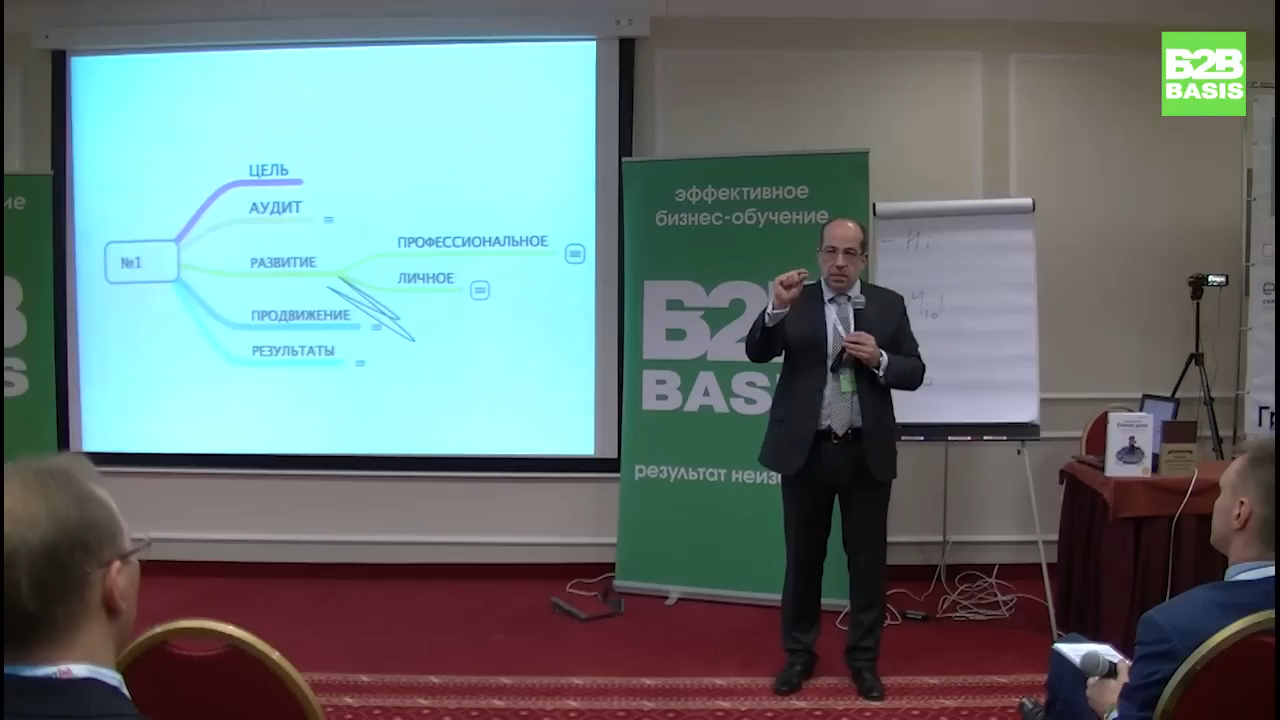 ЦЕЛЬ
АУДИТ
№1
РАЗВИТИЕ
ПРОФЕССИОНАЛЬНОЕ
ЛИЧНОЕ
ПРОДВИЖЕНИЕ
РЕЗУЛЬТАТЫ
эффективное
бизнес-обучение
Б2В
BASIS
результат неиз
Б2В
BASIS